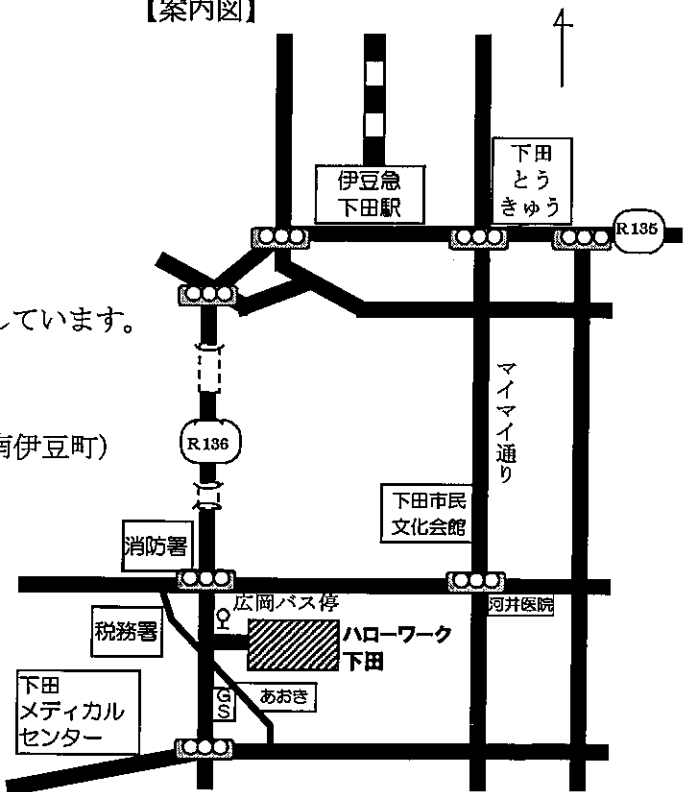 【案内図】
4
伊豆急
下田駅
下田
とう
きゅう
R135
しています。
マイマイ通り
南伊豆町）
R136
下田市民
文化会館
消防署
広岡バス停
河井医院
税務署
ハローワーク
下田
下田
メディカル
センター
GS
あおき